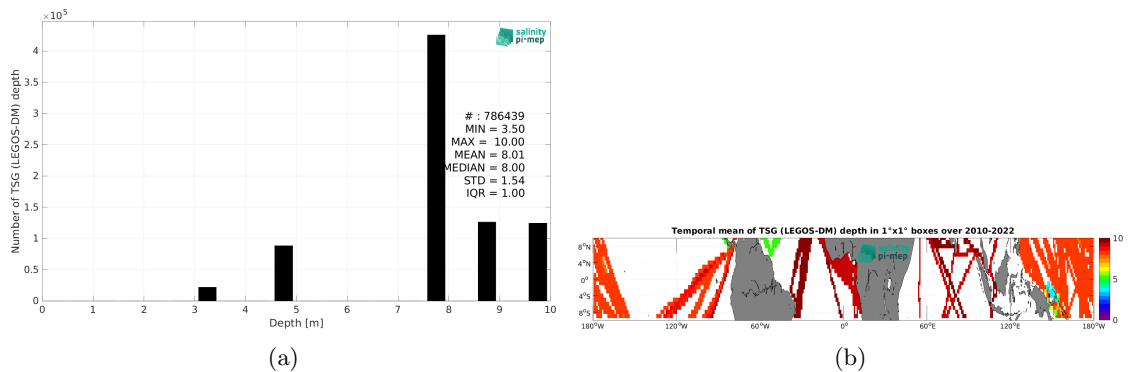 ×10⁵
4
3.5
3
2.5
2
1.5
1
0.5
0
Number of TSG (LEGOS-DM) depth
salinity
pi-mep
# : 786439
MIN = 3.50
MAX = 10.00
MEAN = 8.01
MEDIAN = 8.00
STD = 1.54
IQR = 1.00
0 1 2 3 4 5 6 7 8 9 10
Depth [m]
(a)
Temporal mean of TSG (LEGOS-DM) depth in 1°x1° boxes over 2010-2022
salinity
pi-mep
8°N
4°N
0°
4°S
8°S
180°W 120°W 60°W 0° 60°E 120°E 180°W
10
5
0
(b)